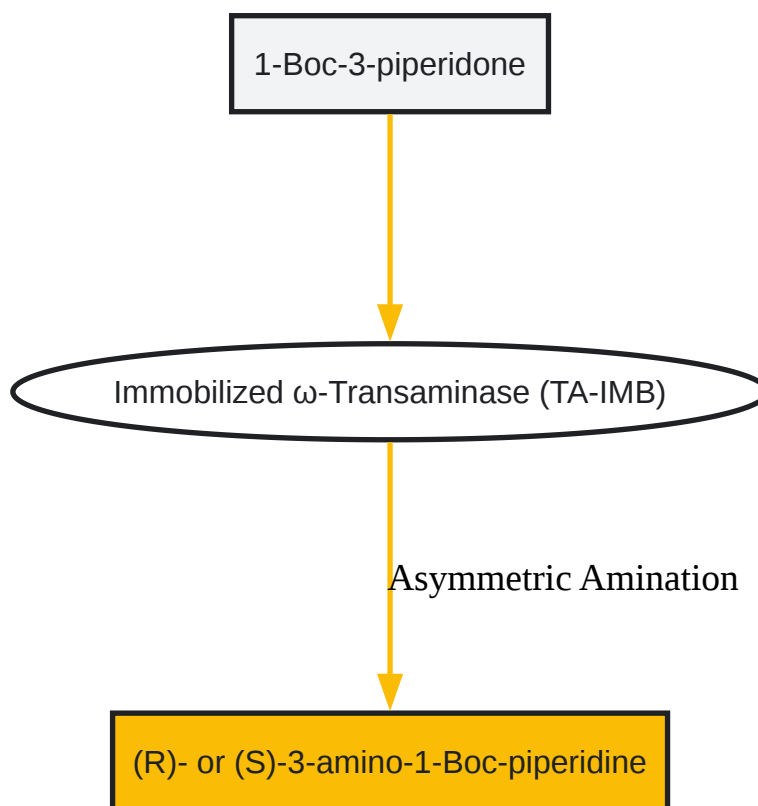 1-Boc-3-piperidone
Immobilized ω-Transaminase (TA-IMB)
Asymmetric Amination
(R)- or (S)-3-amino-1-Boc-piperidine